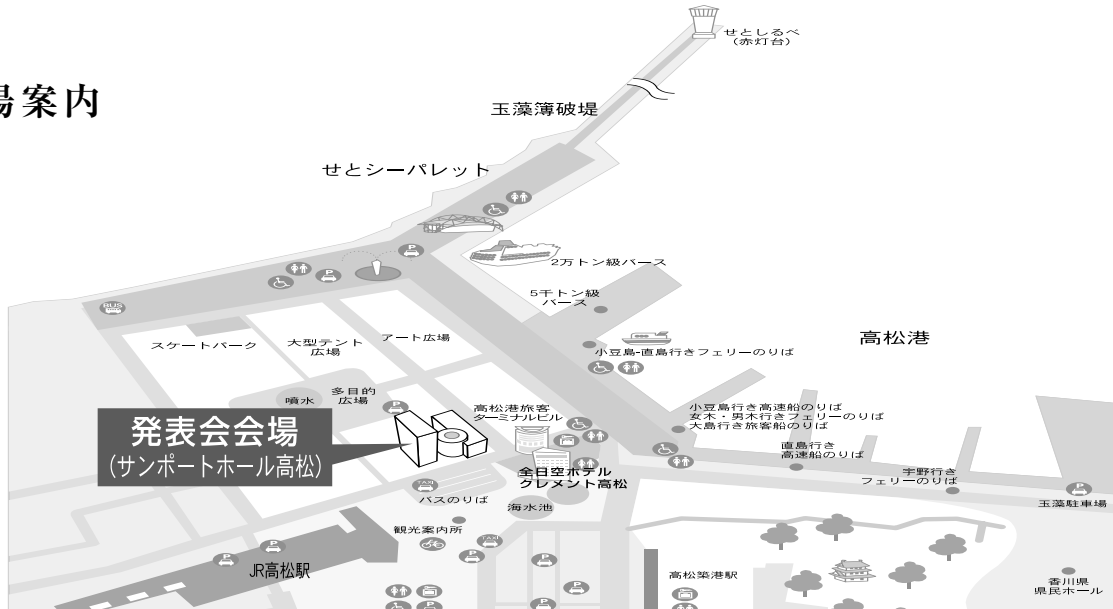 場案内
せとしるべ
(赤灯台)
玉藻簿破堤
せとシーパレット
2万トン級バース
5千トン級
バース
高松港
BUS
スケートパーク
大型テント
広場
アート広場
小豆島-直島行きフェリーのりば
噴水
多目的
広場
発表会会場
(サンポートホール高松)
高松港旅客
ターミナルビル
小豆島行き高速船のりば
女木・男木行きフェリーのりば
大島行き旅客船のりば
直島行き
高速船のりば
宇野行き
フェリーのりば
玉藻駐車場
全日空ホテル
クレメント高松
TAXI
バスのりば
海水池
観光案内所
TAXI
JR高松駅
高松築港駅
香川県
県民ホール
P
P
P
P
P
P
P
P
P
P
P